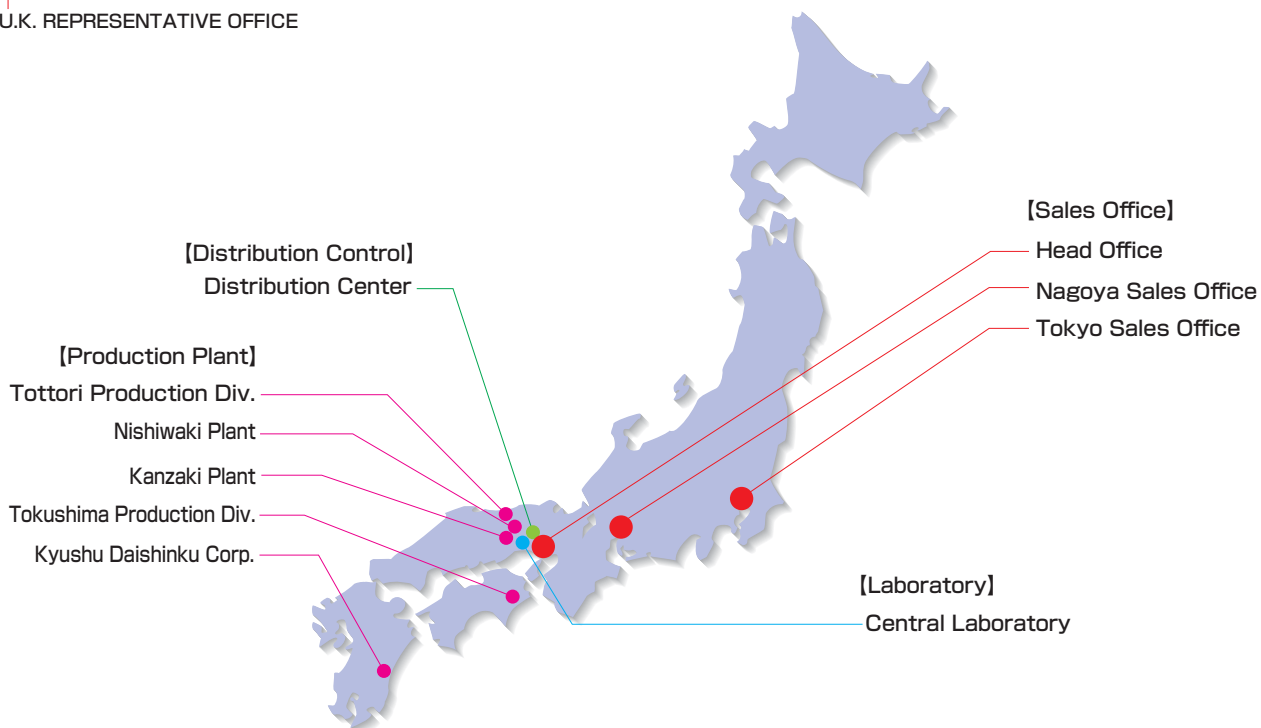 U.K. REPRESENTATIVE OFFICE
【Sales Office】
Head Office
Nagoya Sales Office
Tokyo Sales Office
【Distribution Control】
Distribution Center
【Production Plant】
Tottori Production Div.
Nishiwaki Plant
Kanzaki Plant
Tokushima Production Div.
Kyushu Daishinku Corp.
【Laboratory】
Central Laboratory